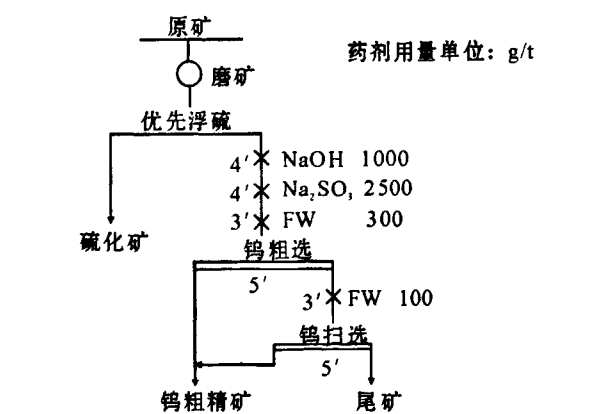 原矿
药剂用量单位：g/t
磨矿
优先浮硫
4′ NaOH 1000
4′ Na₂SO, 2500
3′ FW 300
硫化矿
钨粗选
5′
3′ FW 100
钨扫选
5′
钨粗精矿
尾矿